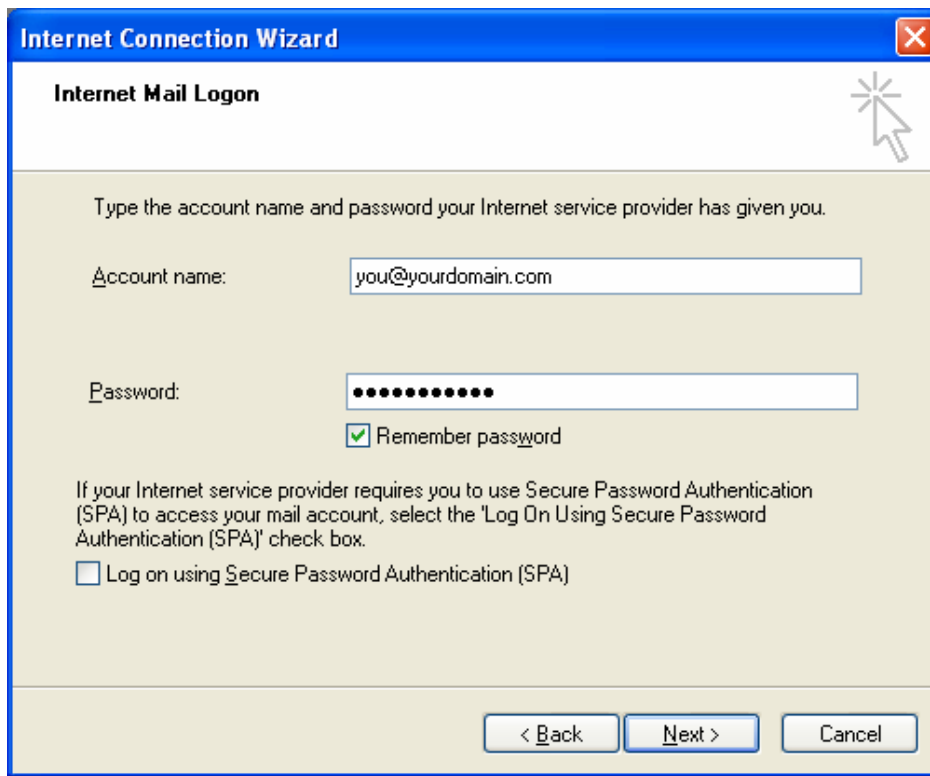 Internet Connection Wizard
Internet Mail Logon
Type the account name and password your Internet service provider has given you.
Account name:
you@yourdomain.com
Password:
•••••••••••
Remember password
If your Internet service provider requires you to use Secure Password Authentication
(SPA) to access your mail account, select the 'Log On Using Secure Password
Authentication (SPA)' check box.
Log on using Secure Password Authentication (SPA)
< Back
Next >
Cancel